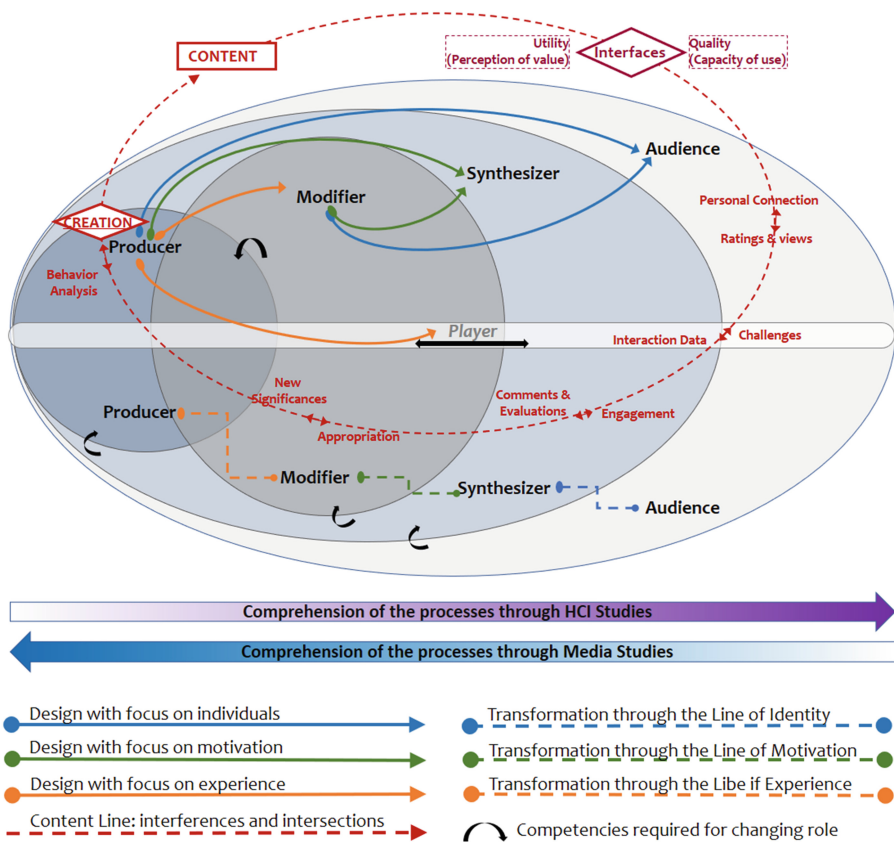 CONTENT
Utility
(Perception of value)
Interfaces
Quality
(Capacity of use)
Audience
Synthesizer
Modifier
Personal Connection
CREATION
Producer
Ratings & views
Behavior
Analysis
Player
Interaction Data
Challenges
New
Significances
Comments &
Evaluations
Engagement
Producer
Appropriation
Modifier
Synthesizer
Audience
Comprehension of the processes through HCI Studies
Comprehension of the processes through Media Studies
Design with focus on individuals
Transformation through the Line of Identity
Design with focus on motivation
Transformation through the Line of Motivation
Design with focus on experience
Transformation through the Libe if Experience
Content Line: interferences and intersections
Competencies required for changing role